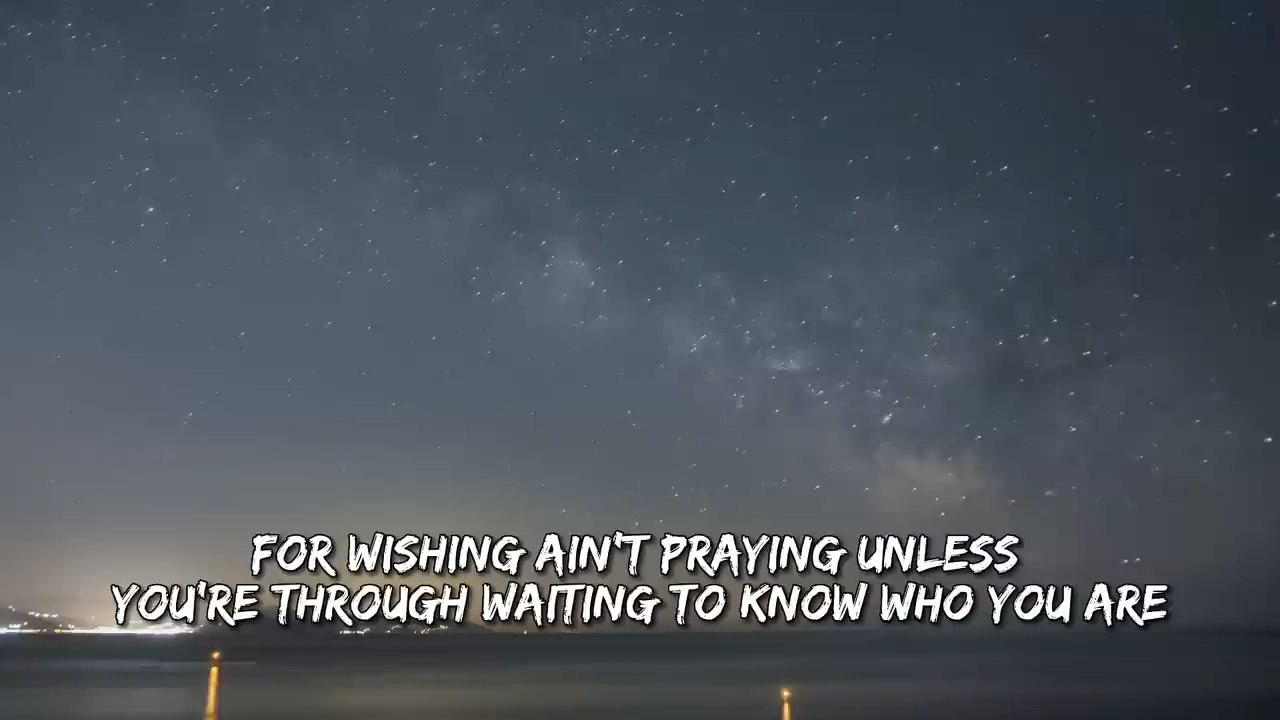 FOR WISHING AIN'T PRAYING UNLESS
YOU'RE THROUGH WAITING TO KNOW WHO YOU ARE